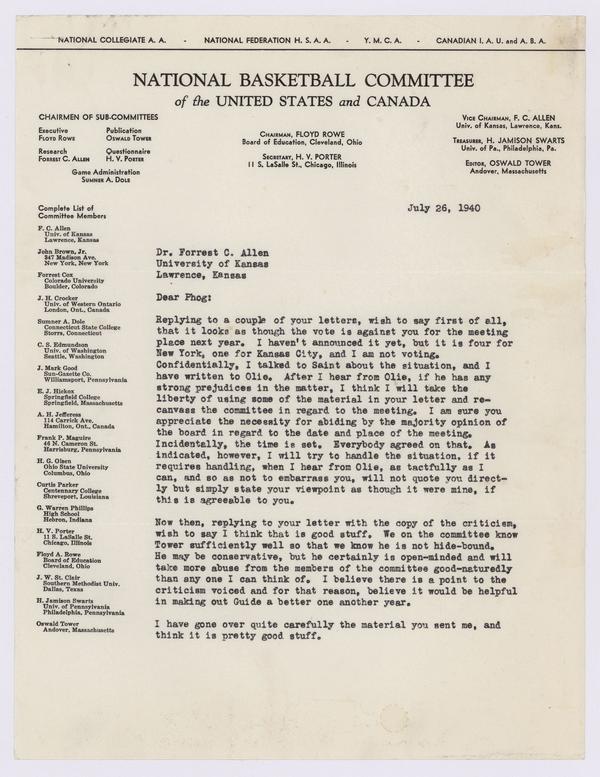 NATIONAL COLLEGIATE A. A. - NATIONAL FEDERATION H. S. A. A. - Y. M. C. A. - CANADIAN I. A. U. and A. B. A.
NATIONAL BASKETBALL COMMITTEE
of the UNITED STATES and CANADA
CHAIRMEN OF SUB-COMMITTEES
Executive
FLOYD ROWE
Publication
OSWALD TOWER
Research
FORREST C. ALLEN
Questionnaire
H. V. PORTER
Game Administration
SUMNER A. DOLE
CHAIRMAN, FLOYD ROWE
Board of Education, Cleveland, Ohio
SECRETARY, H. V. PORTER
11 S. LaSalle St., Chicago, Illinois
VICE CHAIRMAN, F. C. ALLEN
Univ. of Kansas, Lawrence, Kans.
TREASURER, H. JAMISON SWARTS
Univ. of Pa., Philadelphia, Pa.
EDITOR, OSWALD TOWER
Andover, Massachusetts
Complete List of
Committee Members
F. C. Allen
Univ. of Kansas
Lawrence, Kansas
John Brown, Jr.
347 Madison Ave.
New York, New York
Forrest Cox
Colorado University
Boulder, Colorado
J. H. Crocker
Univ. of Western Ontario
London, Ont., Canada
Sumner A. Dole
Connecticut State College
Storrs, Connecticut
C. S. Edmundson
Univ. of Washington
Seattle, Washington
J. Mark Good
Sun-Gazette Co.
Williamsport, Pennsylvania
E. J. Hickox
Springfield College
Springfield, Massachusetts
A. H. Jefferess
114 Carrick Ave.
Hamilton, Ont., Canada
Frank P. Maguire
46 N. Cameron St.
Harrisburg, Pennsylvania
H. G. Olsen
Ohio State University
Columbus, Ohio
Curtis Parker
Centenary College
Shreveport, Louisiana
G. Warren Phillips
High School
Hebron, Indiana
H. V. Porter
11 S. LaSalle St.
Chicago, Illinois
Floyd A. Rowe
Board of Education
Cleveland, Ohio
J. W. St. Clair
Southern Methodist Univ.
Dallas, Texas
H. Jamison Swarts
Univ. of Pennsylvania
Philadelphia, Pennsylvania
Oswald Tower
Andover, Massachusetts
July 26, 1940
Dr. Forrest C. Allen
University of Kansas
Lawrence, Kansas
Dear Phog:
Replying to a couple of your letters, wish to say first of all,
that it looks as though the vote is against you for the meeting
place next year. I haven't announced it yet, but it is four for
New York, one for Kansas City, and I am not voting.
Confidentially, I talked to Saint about the situation, and I
have written to Olie. After I hear from Olie, if he has any
strong prejudices in the matter, I think I will take the
liberty of using some of the material in your letter and re-
canvass the committee in regard to the meeting. I am sure you
appreciate the necessity for abiding by the majority opinion of
the board in regard to the date and place of the meeting.
Incidentally, the time is set. Everybody agreed on that. As
indicated, however, I will try to handle the situation, if it
requires handling, when I hear from Olie, as tactfully as I
can, and so as not to embarrass you, will not quote you direct-
ly but simply state your viewpoint as though it were mine, if
this is agreeable to you.
Now then, replying to your letter with the copy of the criticism,
wish to say I think that is good stuff. We on the committee know
Tower sufficiently well so that we know he is not hide-bound.
He may be conservative, but he certainly is open-minded and will
take more abuse from the members of the committee good-naturedly
than any one I can think of. I believe there is a point to the
criticism voiced and for that reason, believe it would be helpful
in making out Guide a better one another year.
I have gone over quite carefully the material you sent me, and
think it is pretty good stuff.